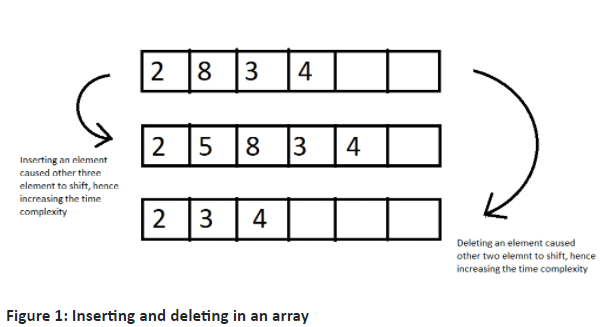 2 8 3 4
2 5 8 3 4
Inserting an element
caused other three
element to shift, hence
increasing the time
complexity
2 3 4
Deleting an element caused
other two elemnt to shift, hence
increasing the time complexity
Figure 1: Inserting and deleting in an array